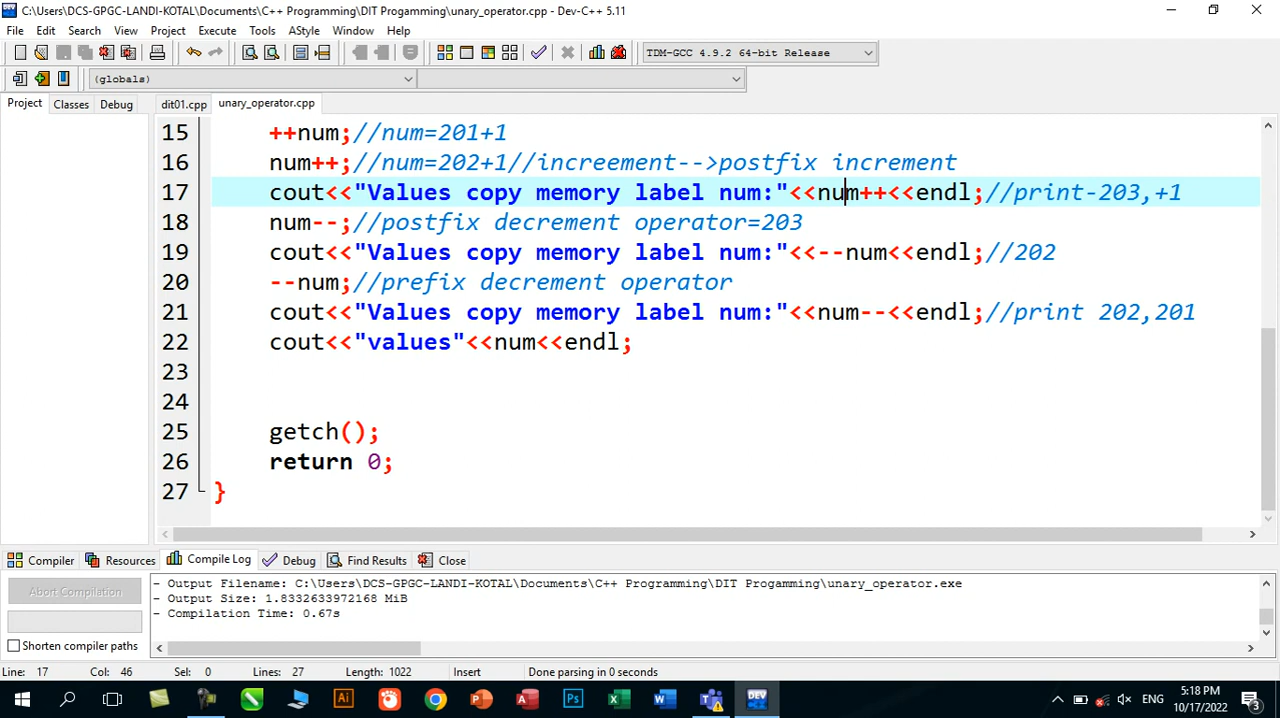 C:\Users\DCS-GPGC-LANDI-KOTAL\Documents\C++ Programming\DIT Progamming\unary_operator.cpp - Dev-C++ 5.11
File Edit Search View Project Execute Tools AStyle Window Help
TDM-GCC 4.9.2 64-bit Release
(globals)
Project Classes Debug dit01.cpp unary_operator.cpp
15 ++num;//num=201+1
16 num++;//num=202+1//increement-->postfix increment
17 cout<<"Values copy memory label num:"<<num++<<endl;//print-203,+1
18 num--;//postfix decrement operator=203
19 cout<<"Values copy memory label num:"<<--num<<endl;//202
20 --num;//prefix decrement operator
21 cout<<"Values copy memory label num:"<<num--<<endl;//print 202,201
22 cout<<"values"<<num<<endl;
23
24
25 getch();
26 return 0;
27 }
Compiler Resources Compile Log Debug Find Results Close
Abort Compilation
- Output Filename: C:\Users\DCS-GPGC-LANDI-KOTAL\Documents\C++ Programming\DIT Progamming\unary_operator.exe
- Output Size: 1.8332633972168 MiB
- Compilation Time: 0.67s
Shorten compiler paths
Line: 17 Col: 46 Sel: 0 Lines: 27 Length: 1022 Insert Done parsing in 0 seconds
Ai Ps DEV ENG 5:18 PM
10/17/2022 3